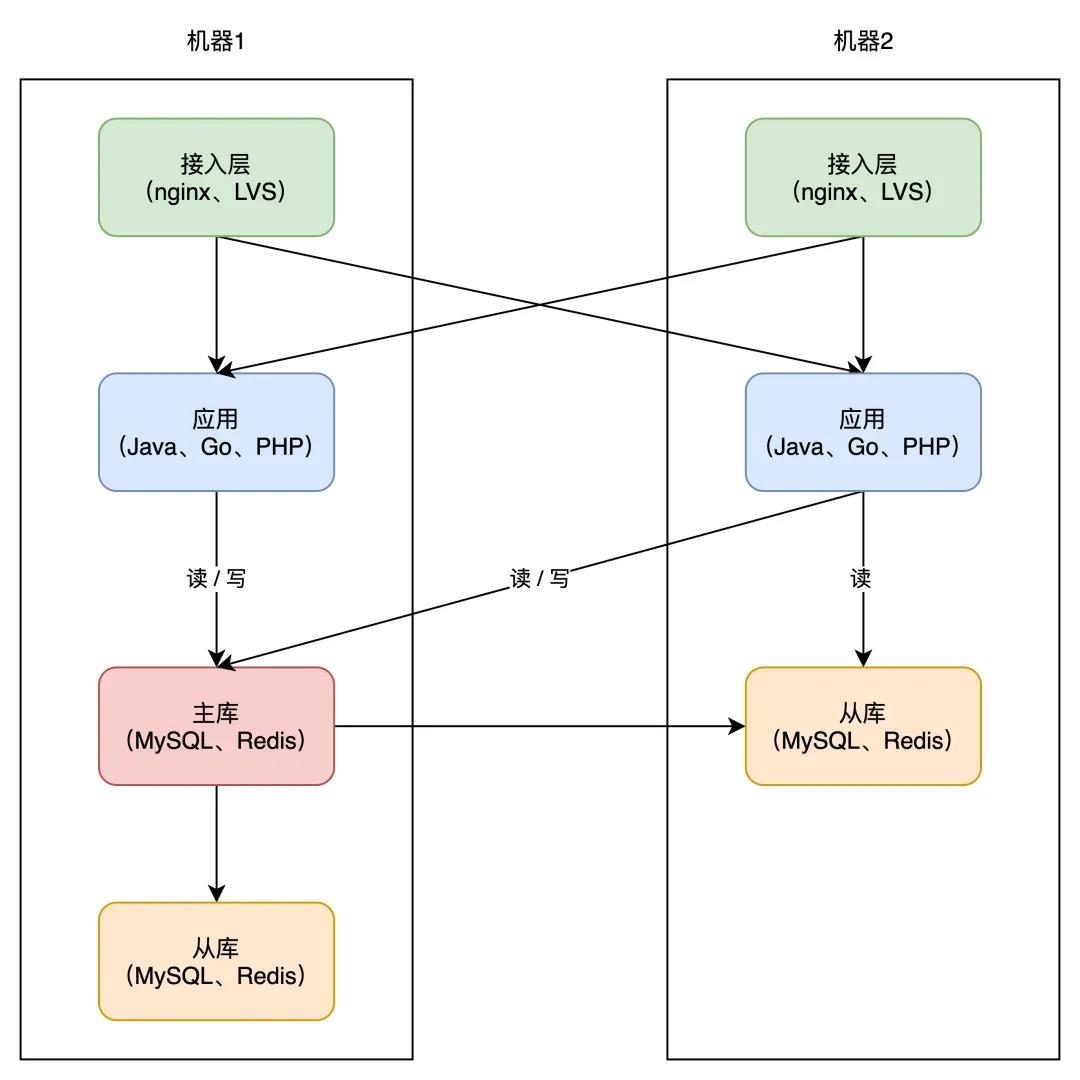 机器1
机器2
接入层
（nginx、LVS）
接入层
（nginx、LVS）
应用
（Java、Go、PHP）
应用
（Java、Go、PHP）
读 / 写
读 / 写
读
主库
（MySQL、Redis）
从库
（MySQL、Redis）
从库
（MySQL、Redis）